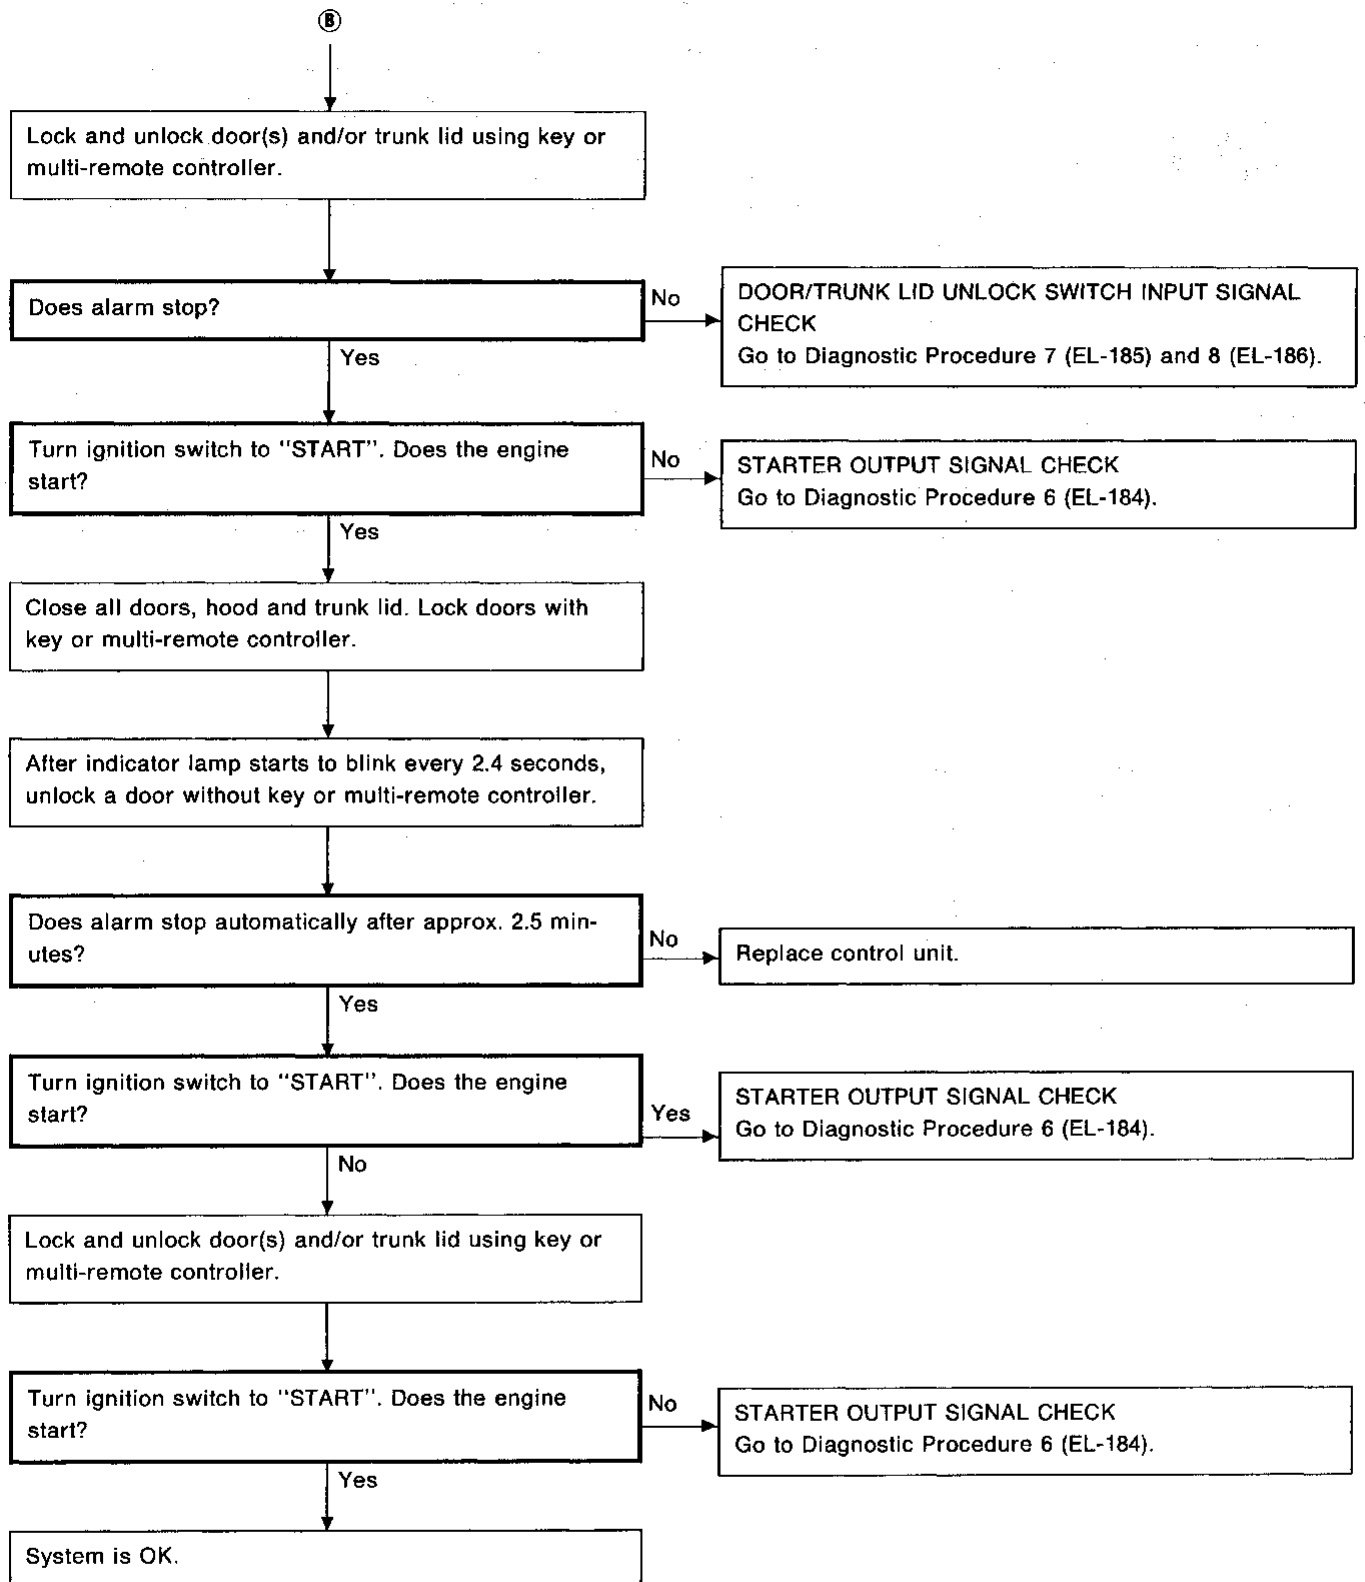 B
Lock and unlock door(s) and/or trunk lid using key or
multi-remote controller.
Does alarm stop?
No
DOOR/TRUNK LID UNLOCK SWITCH INPUT SIGNAL
CHECK
Go to Diagnostic Procedure 7 (EL-185) and 8 (EL-186).
Yes
Turn ignition switch to "START". Does the engine
start?
No
STARTER OUTPUT SIGNAL CHECK
Go to Diagnostic Procedure 6 (EL-184).
Yes
Close all doors, hood and trunk lid. Lock doors with
key or multi-remote controller.
After indicator lamp starts to blink every 2.4 seconds,
unlock a door without key or multi-remote controller.
Does alarm stop automatically after approx. 2.5 min-
utes?
No
Replace control unit.
Yes
Turn ignition switch to "START". Does the engine
start?
Yes
STARTER OUTPUT SIGNAL CHECK
Go to Diagnostic Procedure 6 (EL-184).
No
Lock and unlock door(s) and/or trunk lid using key or
multi-remote controller.
Turn ignition switch to "START". Does the engine
start?
No
STARTER OUTPUT SIGNAL CHECK
Go to Diagnostic Procedure 6 (EL-184).
Yes
System is OK.